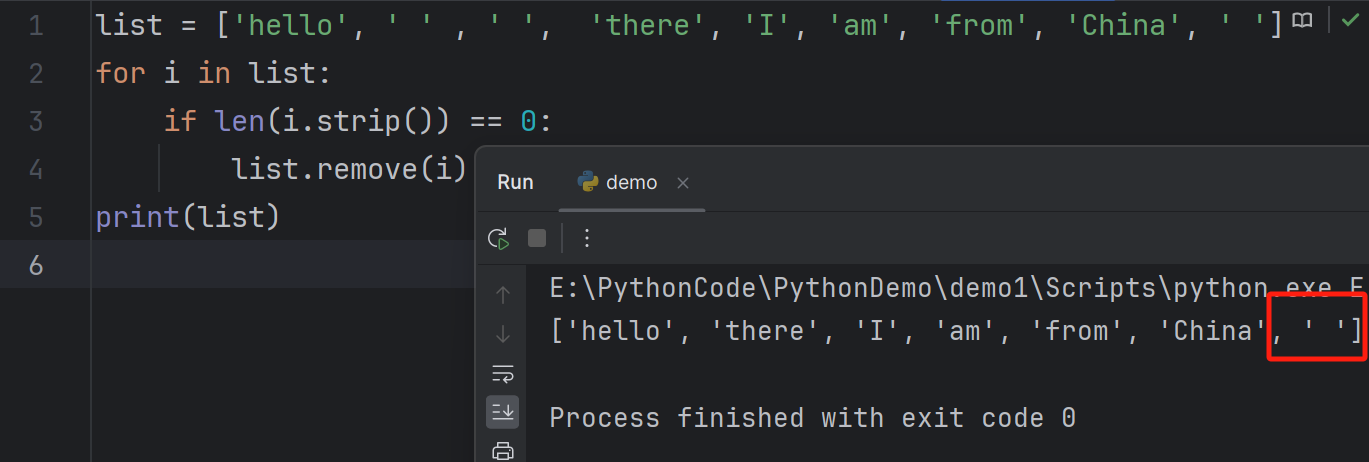 1 list = ['hello', ' ', ' ', 'there', 'I', 'am', 'from', 'China', ' ']
2 for i in list:
3     if len(i.strip()) == 0:
4         list.remove(i)
5 print(list)
6
Run demo ×
E:\PythonCode\PythonDemo\demo1\Scripts\python.exe E
['hello', 'there', 'I', 'am', 'from', 'China', ' ']
Process finished with exit code 0